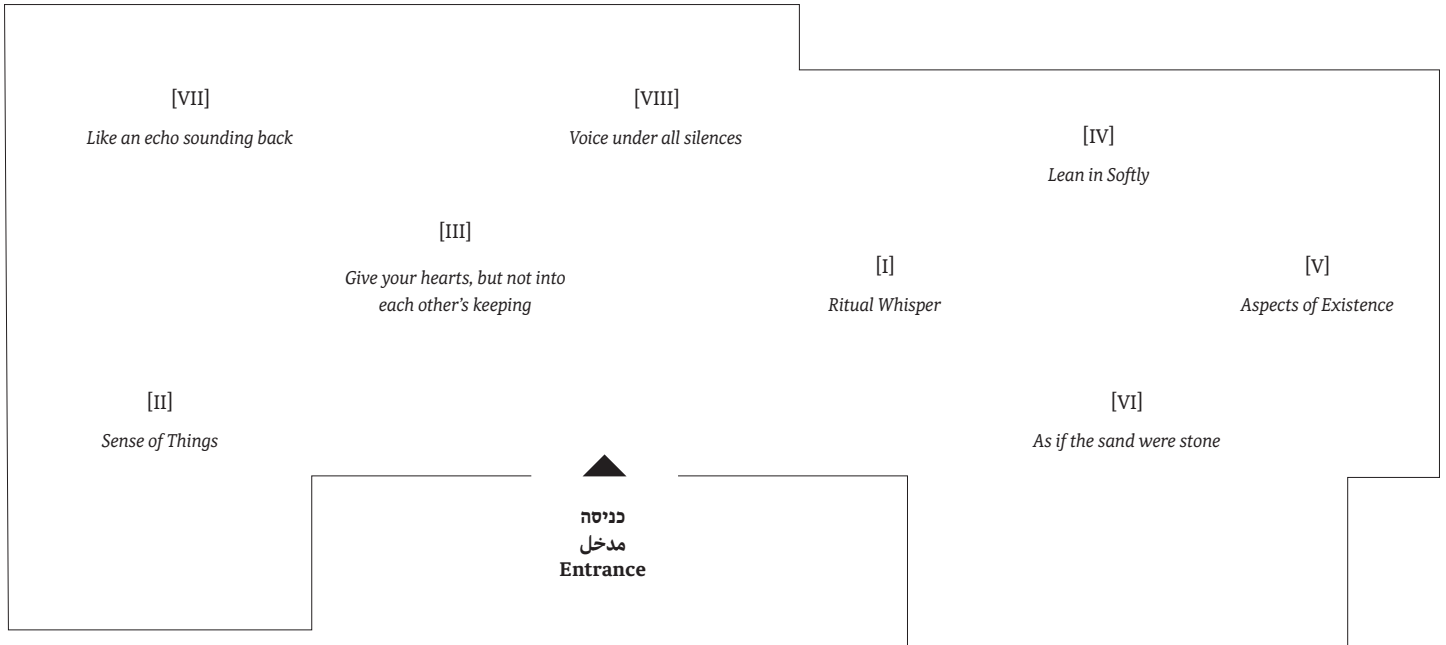 [VII]
Like an echo sounding back
[VIII]
Voice under all silences
[IV]
Lean in Softly
[III]
Give your hearts, but not into
each other’s keeping
[I]
Ritual Whisper
[V]
Aspects of Existence
[II]
Sense of Things
[VI]
As if the sand were stone
כניסה
مدخل
Entrance